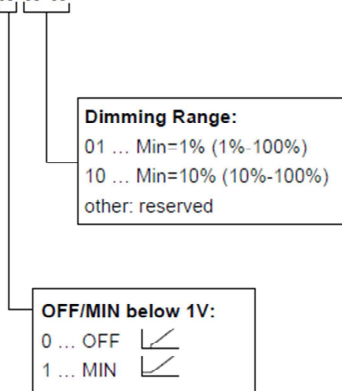 Dimming Range:
01 ... Min=1% (1%-100%)
10 ... Min=10% (10%-100%)
other: reserved
OFF/MIN below 1V:
0 ... OFF
1 ... MIN